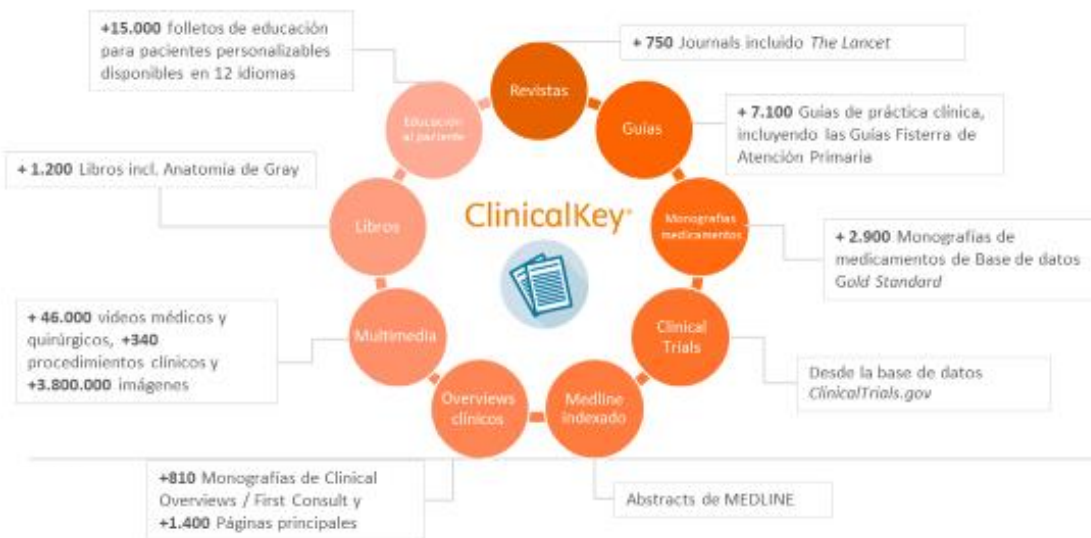 +15.000 folletos de educación
para pacientes personalizables
disponibles en 12 idiomas
+ 750 Journals incluido The Lancet
Revistas
Educación
al paciente
Guías
+ 7.100 Guías de práctica clínica,
incluyendo las Guías Fisterra de
Atención Primaria
+ 1.200 Libros incl. Anatomía de Gray
Libros
ClinicalKey®
Monografías
medicamentos
+ 2.900 Monografías de
medicamentos de Base de datos
Gold Standard
+ 46.000 videos médicos y
quirúrgicos, +340
procedimientos clínicos y
+3.800.000 imágenes
Multimedia
Clinical
Trials
Desde la base de datos
ClinicalTrials.gov
Overviews
clínicos
Medline
indexado
+810 Monografías de Clinical
Overviews / First Consult y
+1.400 Páginas principales
Abstracts de MEDLINE